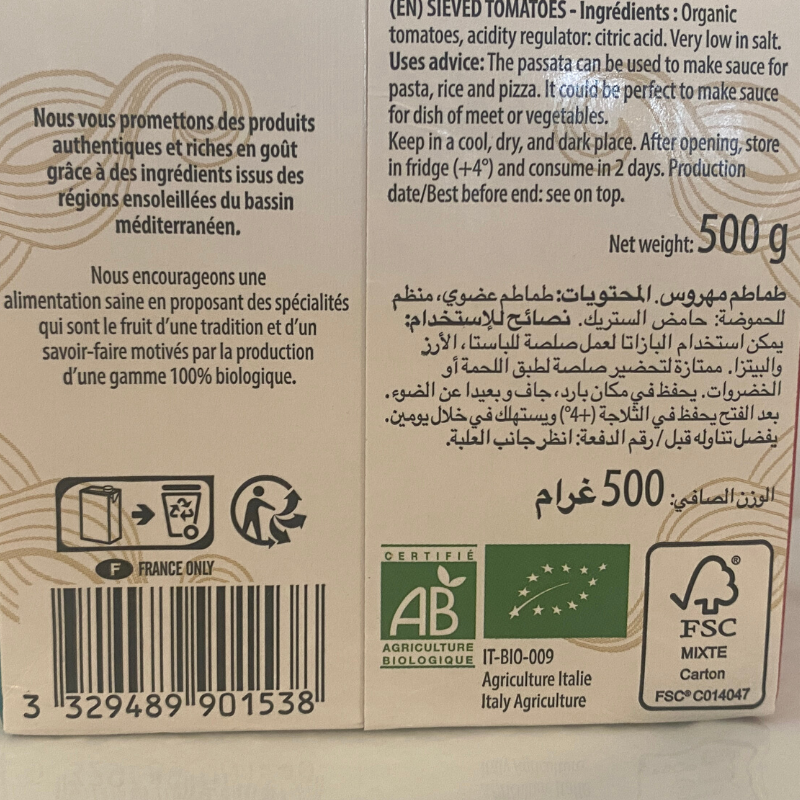 Nous vous promettons des produits
authentiques et riches en goût
grâce à des ingrédients issus des
régions ensoleillées du bassin
méditerranéen.
Nous encourageons une
alimentation saine en proposant des spécialités
qui sont le fruit d'une tradition et d'un
savoir-faire motivés par la production
d'une gamme 100% biologique.
F FRANCE ONLY
3 329489 901538
(EN) SIEVED TOMATOES - Ingrédients : Organic
tomatoes, acidity regulator: citric acid. Very low in salt.
Uses advice: The passata can be used to make sauce for
pasta, rice and pizza. It could be perfect to make sauce
for dish of meet or vegetables.
Keep in a cool, dry, and dark place. After opening, store
in fridge (+4°) and consume in 2 days. Production
date/Best before end: see on top.
Net weight: 500 g
طماطم مهروس. المحتويات: طماطم عضوي، منظم
للحموضة: حامض الستريك. نصائح للإستخدام:
يمكن استخدام البازاتا لعمل صلصة للباستا، الأرز
والبيتزا. ممتازة لتحضير صلصة لطبق اللحمة أو
الخضروات. يحفظ في مكان بارد، جاف و بعيدا عن الضوء.
بعد الفتح يحفظ في الثلاجة (+4°) ويستهلك في خلال يومين.
يفضل تناوله قبل/رقم الدفعة: انظر جانب العلبة.
الوزن الصافي: 500 غرام
CERTIFIÉ
AB
AGRICULTURE
BIOLOGIQUE
IT-BIO-009
Agriculture Italie
Italy Agriculture
®
FSC
MIXTE
Carton
FSC® C014047